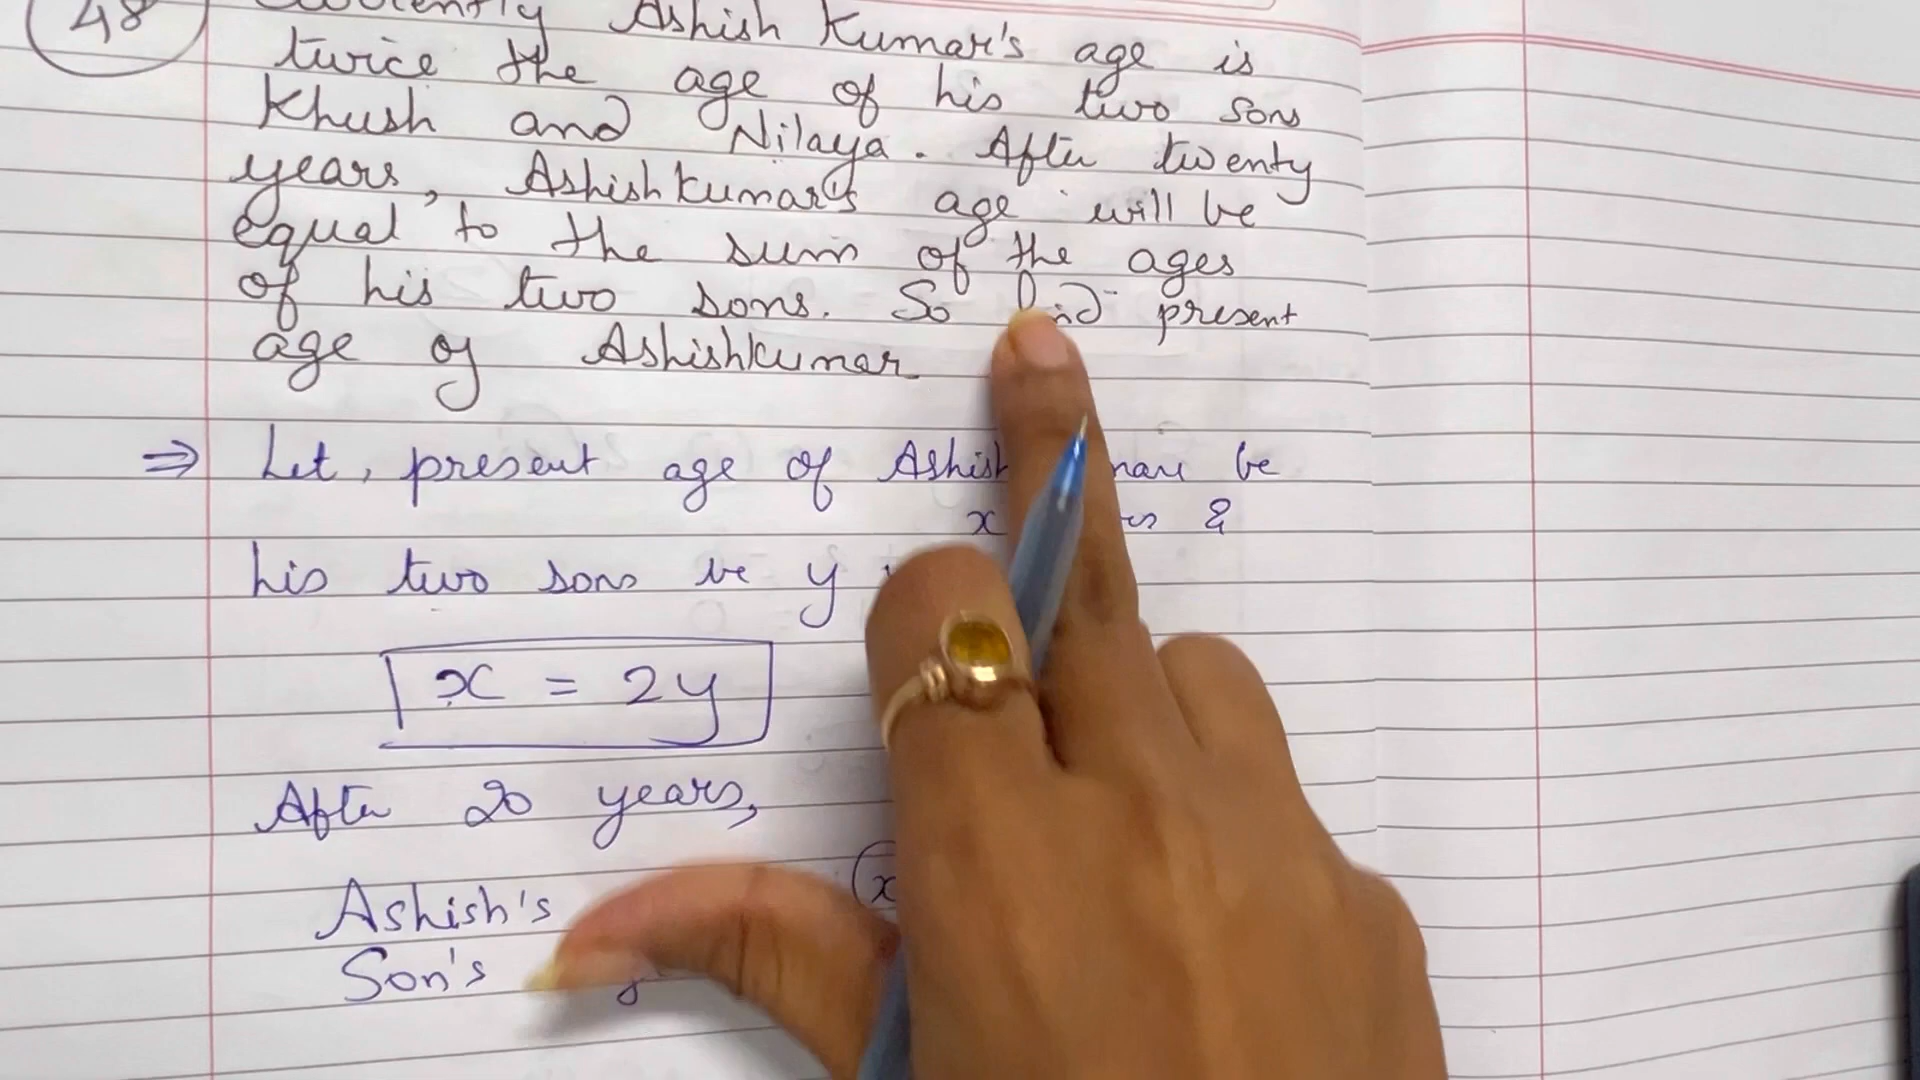 48
Ashish Kumar's age is
twice the age of his two sons
Khush and Nilaya. After twenty
years, Ashishkumar's age will be
equal to the sum of the ages
of his two sons. So find present
age of Ashishkumar
⇒ Let, present age of Ashish be
x &
his two sons be y
x = 2y
After 20 years,
Ashish's (x
Son's